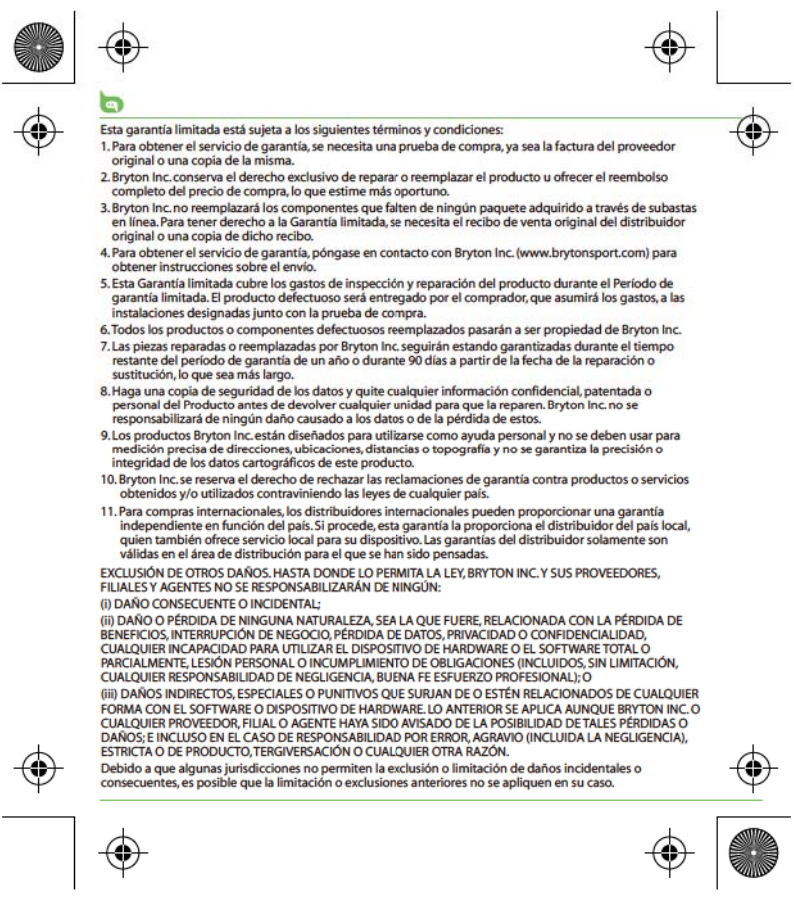 Esta garantía limitada está sujeta a los siguientes términos y condiciones:
1. Para obtener el servicio de garantía, se necesita una prueba de compra, ya sea la factura del proveedor
original o una copia de la misma.
2. Bryton Inc. conserva el derecho exclusivo de reparar o reemplazar el producto u ofrecer el reembolso
completo del precio de compra, lo que estime más oportuno.
3. Bryton Inc. no reemplazará los componentes que falten de ningún paquete adquirido a través de subastas
en línea. Para tener derecho a la Garantía limitada, se necesita el recibo de venta original del distribuidor
original o una copia de dicho recibo.
4. Para obtener el servicio de garantía, póngase en contacto con Bryton Inc. (www.brytonsport.com) para
obtener instrucciones sobre el envío.
5. Esta Garantía limitada cubre los gastos de inspección y reparación del producto durante el Período de
garantía limitada. El producto defectuoso será entregado por el comprador, que asumirá los gastos, a las
instalaciones designadas junto con la prueba de compra.
6. Todos los productos o componentes defectuosos reemplazados pasarán a ser propiedad de Bryton Inc.
7. Las piezas reparadas o reemplazadas por Bryton Inc. seguirán estando garantizadas durante el tiempo
restante del período de garantía de un año o durante 90 días a partir de la fecha de la reparación o
sustitución, lo que sea más largo.
8. Haga una copia de seguridad de los datos y quite cualquier información confidencial, patentada o
personal del Producto antes de devolver cualquier unidad para que la reparen. Bryton Inc. no se
responsabilizará de ningún daño causado a los datos o de la pérdida de estos.
9. Los productos Bryton Inc. están diseñados para utilizarse como ayuda personal y no se deben usar para
medición precisa de direcciones, ubicaciones, distancias o topografía y no se garantiza la precisión o
integridad de los datos cartográficos de este producto.
10. Bryton Inc. se reserva el derecho de rechazar las reclamaciones de garantía contra productos o servicios
obtenidos y/o utilizados contraviniendo las leyes de cualquier país.
11. Para compras internacionales, los distribuidores internacionales pueden proporcionar una garantía
independiente en función del país. Si procede, esta garantía la proporciona el distribuidor del país local,
quien también ofrece servicio local para su dispositivo. Las garantías del distribuidor solamente son
válidas en el área de distribución para el que se han sido pensadas.
EXCLUSIÓN DE OTROS DAÑOS. HASTA DONDE LO PERMITA LA LEY, BRYTON INC. Y SUS PROVEEDORES,
FILIALES Y AGENTES NO SE RESPONSABILIZARÁN DE NINGÚN:
(i) DAÑO CONSECUENTE O INCIDENTAL;
(ii) DAÑO O PÉRDIDA DE NINGUNA NATURALEZA, SEA LA QUE FUERE, RELACIONADA CON LA PÉRDIDA DE
BENEFICIOS, INTERRUPCIÓN DE NEGOCIO, PÉRDIDA DE DATOS, PRIVACIDAD O CONFIDENCIALIDAD,
CUALQUIER INCAPACIDAD PARA UTILIZAR EL DISPOSITIVO DE HARDWARE O EL SOFTWARE TOTAL O
PARCIALMENTE, LESIÓN PERSONAL O INCUMPLIMIENTO DE OBLIGACIONES (INCLUIDOS, SIN LIMITACIÓN,
CUALQUIER RESPONSABILIDAD DE NEGLIGENCIA, BUENA FE ESFUERZO PROFESIONAL); O
(iii) DAÑOS INDIRECTOS, ESPECIALES O PUNITIVOS QUE SURJAN DE O ESTÉN RELACIONADOS DE CUALQUIER
FORMA CON EL SOFTWARE O DISPOSITIVO DE HARDWARE. LO ANTERIOR SE APLICA AUNQUE BRYTON INC. O
CUALQUIER PROVEEDOR, FILIAL O AGENTE HAYA SIDO AVISADO DE LA POSIBILIDAD DE TALES PÉRDIDAS O
DAÑOS; E INCLUSO EN EL CASO DE RESPONSABILIDAD POR ERROR, AGRAVIO (INCLUIDA LA NEGLIGENCIA),
ESTRICTA O DE PRODUCTO, TERGIVERSACIÓN O CUALQUIER OTRA RAZÓN.
Debido a que algunas jurisdicciones no permiten la exclusión o limitación de daños incidentales o
consecuentes, es posible que la limitación o exclusiones anteriores no se apliquen en su caso.